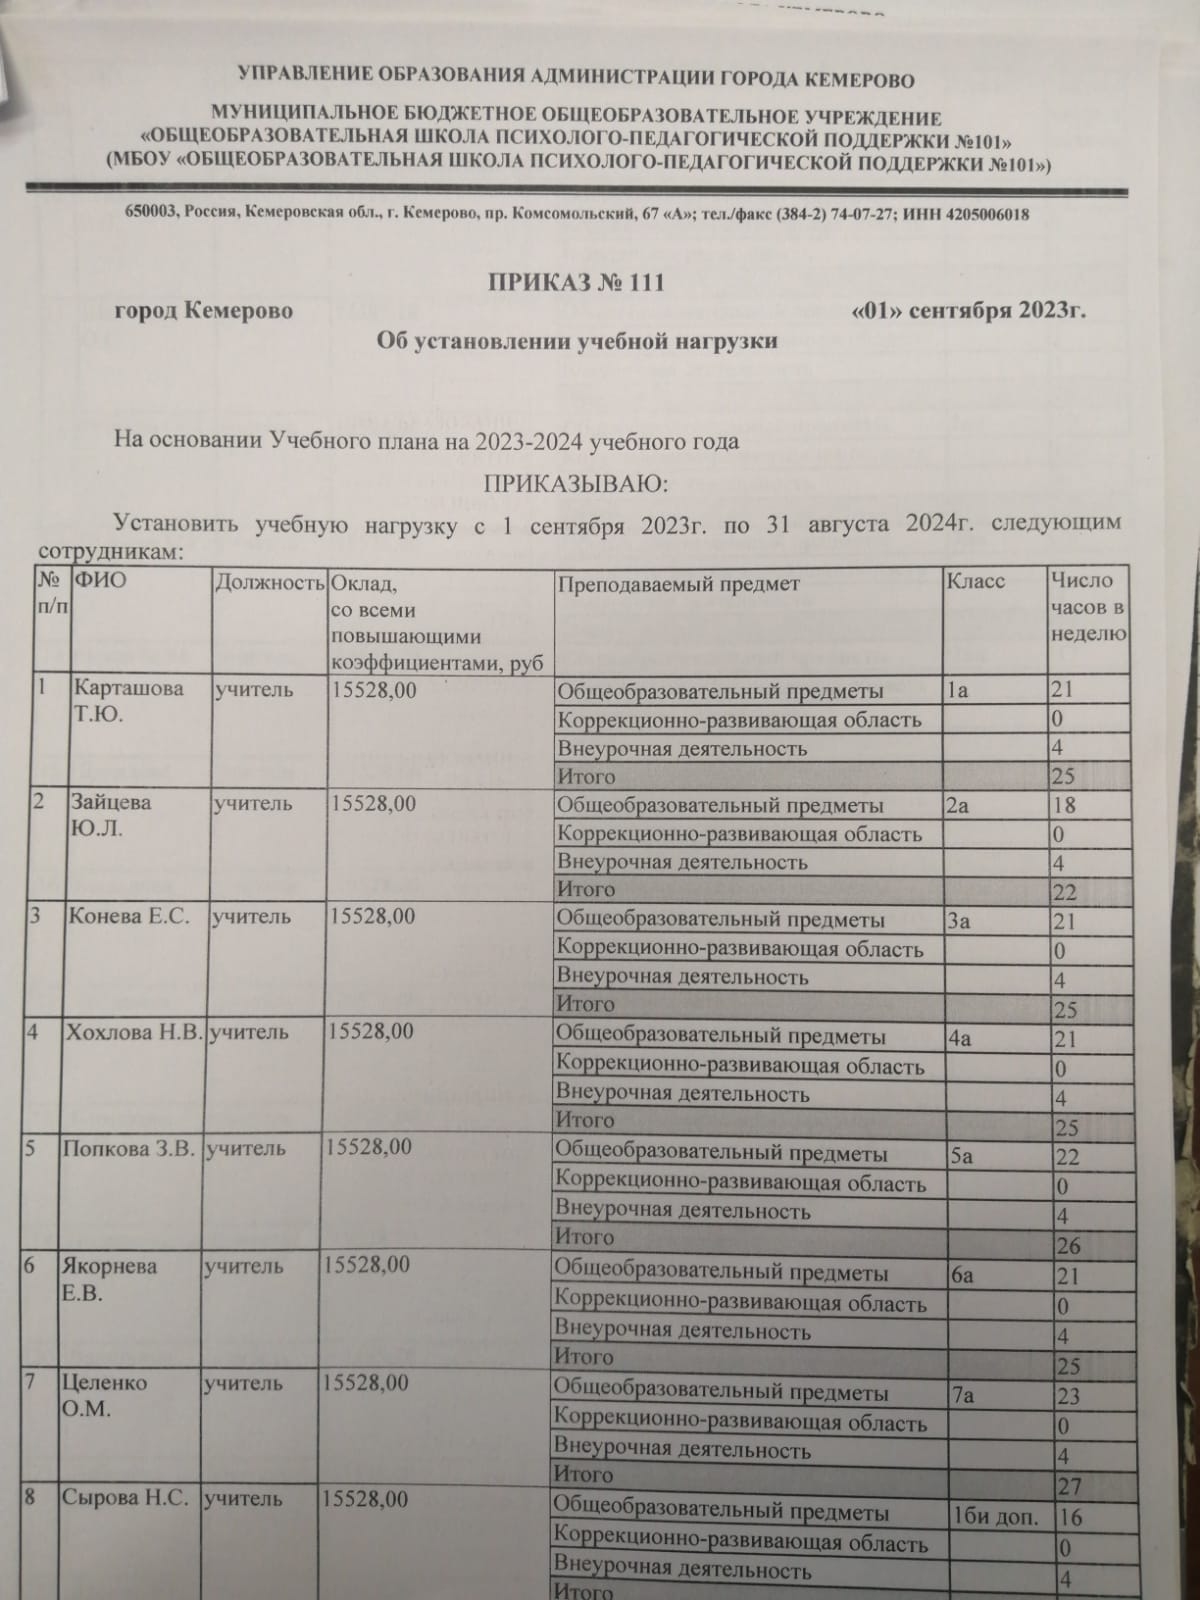 УПРАВЛЕНИЕ ОБРАЗОВАНИЯ АДМИНИСТРАЦИИ ГОРОДА КЕМЕРОВО
МУНИЦИПАЛЬНОЕ БЮДЖЕТНОЕ ОБЩЕОБРАЗОВАТЕЛЬНОЕ УЧРЕЖДЕНИЕ
«ОБЩЕОБРАЗОВАТЕЛЬНАЯ ШКОЛА ПСИХОЛОГО-ПЕДАГОГИЧЕСКОЙ ПОДДЕРЖКИ №101»
(МБОУ «ОБЩЕОБРАЗОВАТЕЛЬНАЯ ШКОЛА ПСИХОЛОГО-ПЕДАГОГИЧЕСКОЙ ПОДДЕРЖКИ №101»)
650003, Россия, Кемеровская обл., г. Кемерово, пр. Комсомольский, 67 «А»; тел./факс (384-2) 74-07-27; ИНН 4205006018
ПРИКАЗ № 111
город Кемерово «01» сентября 2023г.
Об установлении учебной нагрузки
На основании Учебного плана на 2023-2024 учебного года
ПРИКАЗЫВАЮ:
Установить учебную нагрузку с 1 сентября 2023г. по 31 августа 2024г. следующим
сотрудникам:
№ ФИО Должность Оклад, Преподаваемый предмет Класс Число
п/п со всеми часов в
повышающими неделю
коэффициентами, руб
1 Карташова учитель 15528,00 Общеобразовательный предметы 1а 21
Т.Ю. Коррекционно-развивающая область 0
Внеурочная деятельность 4
Итого 25
2 Зайцева учитель 15528,00 Общеобразовательный предметы 2а 18
Ю.Л. Коррекционно-развивающая область 0
Внеурочная деятельность 4
Итого 22
3 Конева Е.С. учитель 15528,00 Общеобразовательный предметы 3а 21
Коррекционно-развивающая область 0
Внеурочная деятельность 4
Итого 25
4 Хохлова Н.В. учитель 15528,00 Общеобразовательный предметы 4а 21
Коррекционно-развивающая область 0
Внеурочная деятельность 4
Итого 25
5 Попкова З.В. учитель 15528,00 Общеобразовательный предметы 5а 22
Коррекционно-развивающая область 0
Внеурочная деятельность 4
Итого 26
6 Якорнева учитель 15528,00 Общеобразовательный предметы 6а 21
Е.В. Коррекционно-развивающая область 0
Внеурочная деятельность 4
Итого 25
7 Целенко учитель 15528,00 Общеобразовательный предметы 7а 23
О.М. Коррекционно-развивающая область 0
Внеурочная деятельность 4
Итого 27
8 Сырова Н.С. учитель 15528,00 Общеобразовательный предметы 1би доп. 16
Коррекционно-развивающая область 0
Внеурочная деятельность 4
Итого